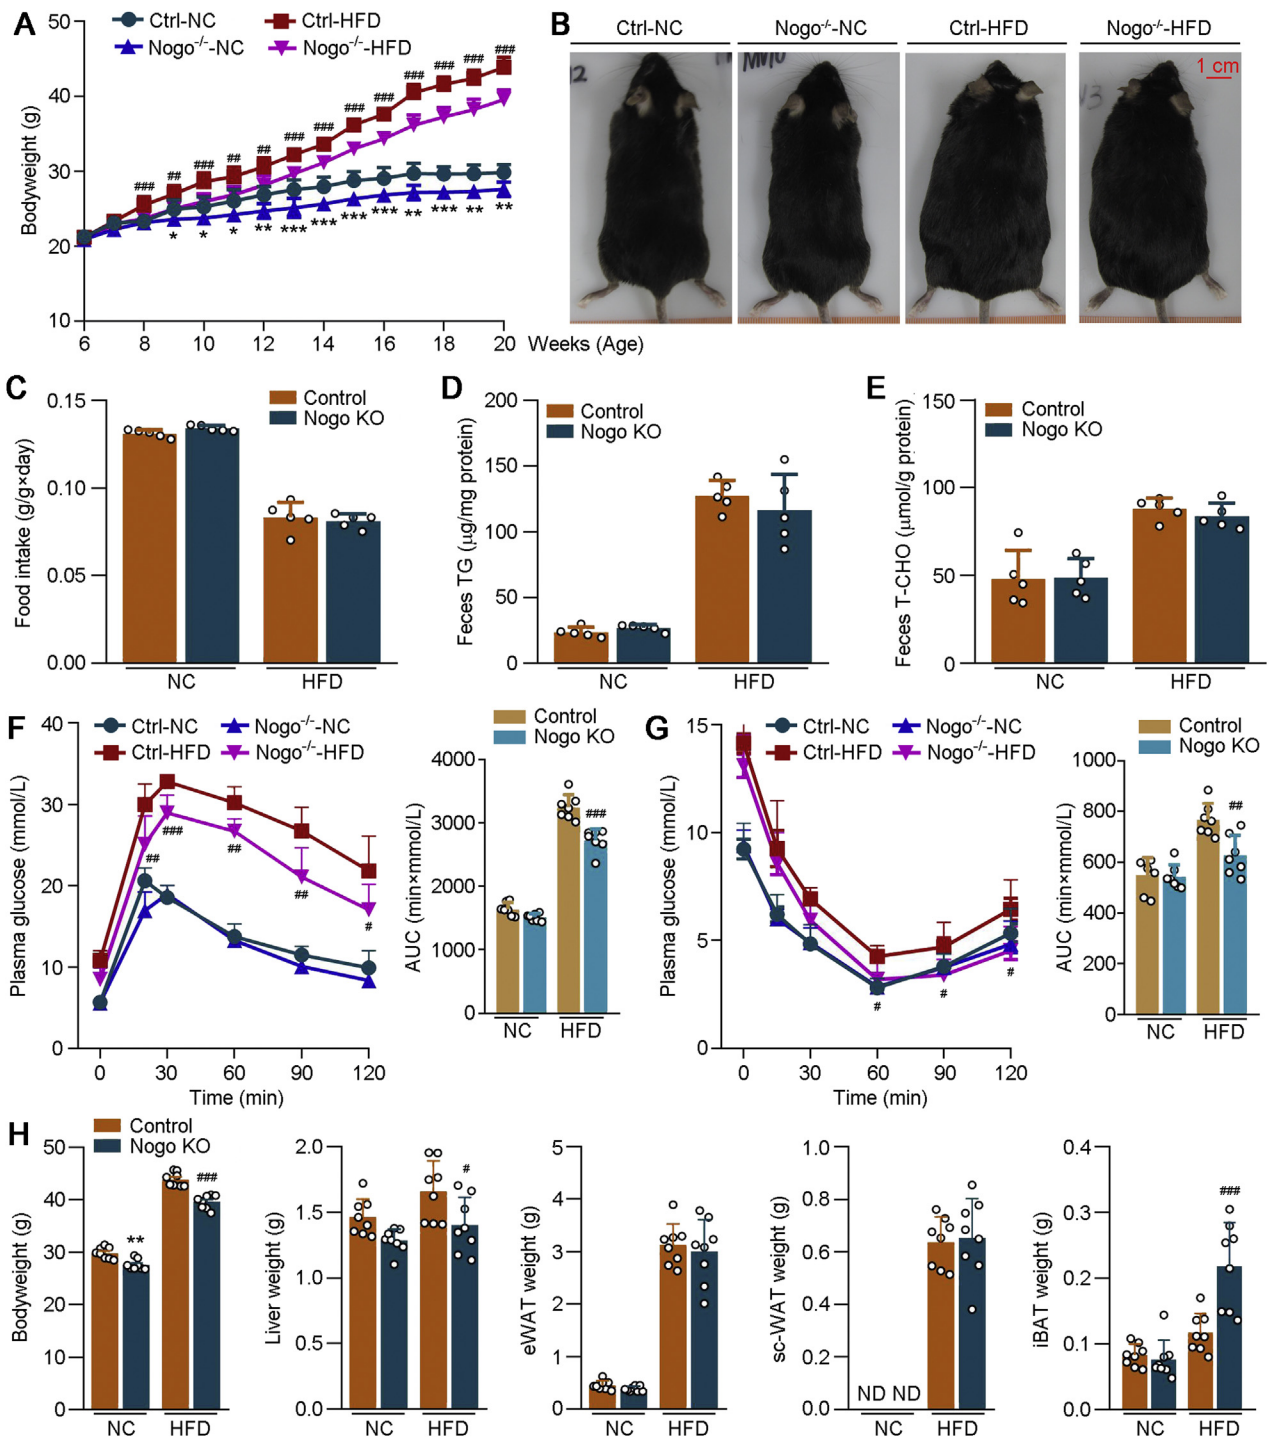 A
Ctrl-NC
Ctrl-HFD
Nogo⁻/⁻-NC
Nogo⁻/⁻-HFD
Bodyweight (g)
50
40
30
20
10
### ## ### ## ## ### ### ### ### ### ### ### ###
* * * ** *** *** *** *** ** *** ** **
6 8 10 12 14 16 18 20 Weeks (Age)
B
Ctrl-NC Nogo⁻/⁻-NC Ctrl-HFD Nogo⁻/⁻-HFD
1 cm
C
Control
Nogo KO
Food intake (g/g×day)
0.15
0.10
0.05
0.00
NC HFD
D
Control
Nogo KO
Feces TG (µg/mg protein)
200
150
100
50
0
NC HFD
E
Control
Nogo KO
Feces T-CHO (µmol/g protein)
150
100
50
0
NC HFD
F
Ctrl-NC
Nogo⁻/⁻-NC
Ctrl-HFD
Nogo⁻/⁻-HFD
Plasma glucose (mmol/L)
40
30
20
10
0
## ### ## ## #
0 30 60 90 120
Time (min)
Control
Nogo KO
AUC (min×mmol/L)
4000
3000
2000
1000
0
###
NC HFD
G
Ctrl-NC
Nogo⁻/⁻-NC
Ctrl-HFD
Nogo⁻/⁻-HFD
Plasma glucose (mmol/L)
15
10
5
0
# # #
0 30 60 90 120
Time (min)
Control
Nogo KO
AUC (min×mmol/L)
1000
800
600
400
200
0
##
NC HFD
H
Control
Nogo KO
Bodyweight (g)
50
40
30
20
10
0
** ###
NC HFD
Liver weight (g)
2.0
1.5
1.0
0.5
0.0
#
NC HFD
eWAT weight (g)
5
4
3
2
1
0
NC HFD
sc-WAT weight (g)
1.0
0.8
0.6
0.4
0.2
0.0
ND ND
NC HFD
iBAT weight (g)
0.4
0.3
0.2
0.1
0.0
###
NC HFD